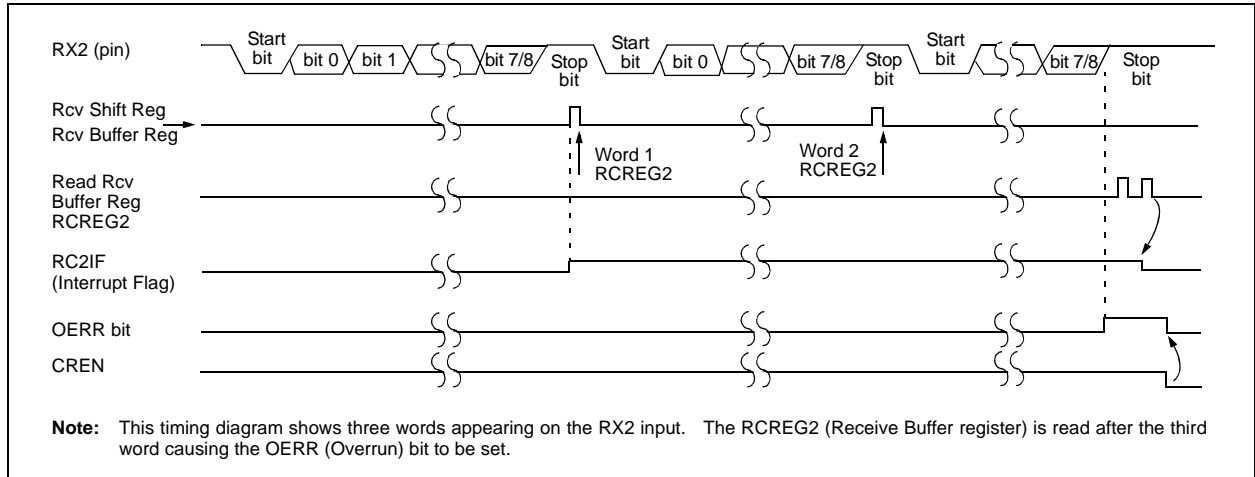 RX2 (pin)
Start bit
bit 0
bit 1
bit 7/8
Stop bit
Start bit
bit 0
bit 7/8
Stop bit
Start bit
bit 7/8
Stop bit
Rcv Shift Reg
Rcv Buffer Reg
Word 1
RCREG2
Word 2
RCREG2
Read Rcv
Buffer Reg
RCREG2
RC2IF
(Interrupt Flag)
OERR bit
CREN
Note: This timing diagram shows three words appearing on the RX2 input. The RCREG2 (Receive Buffer register) is read after the third
word causing the OERR (Overrun) bit to be set.